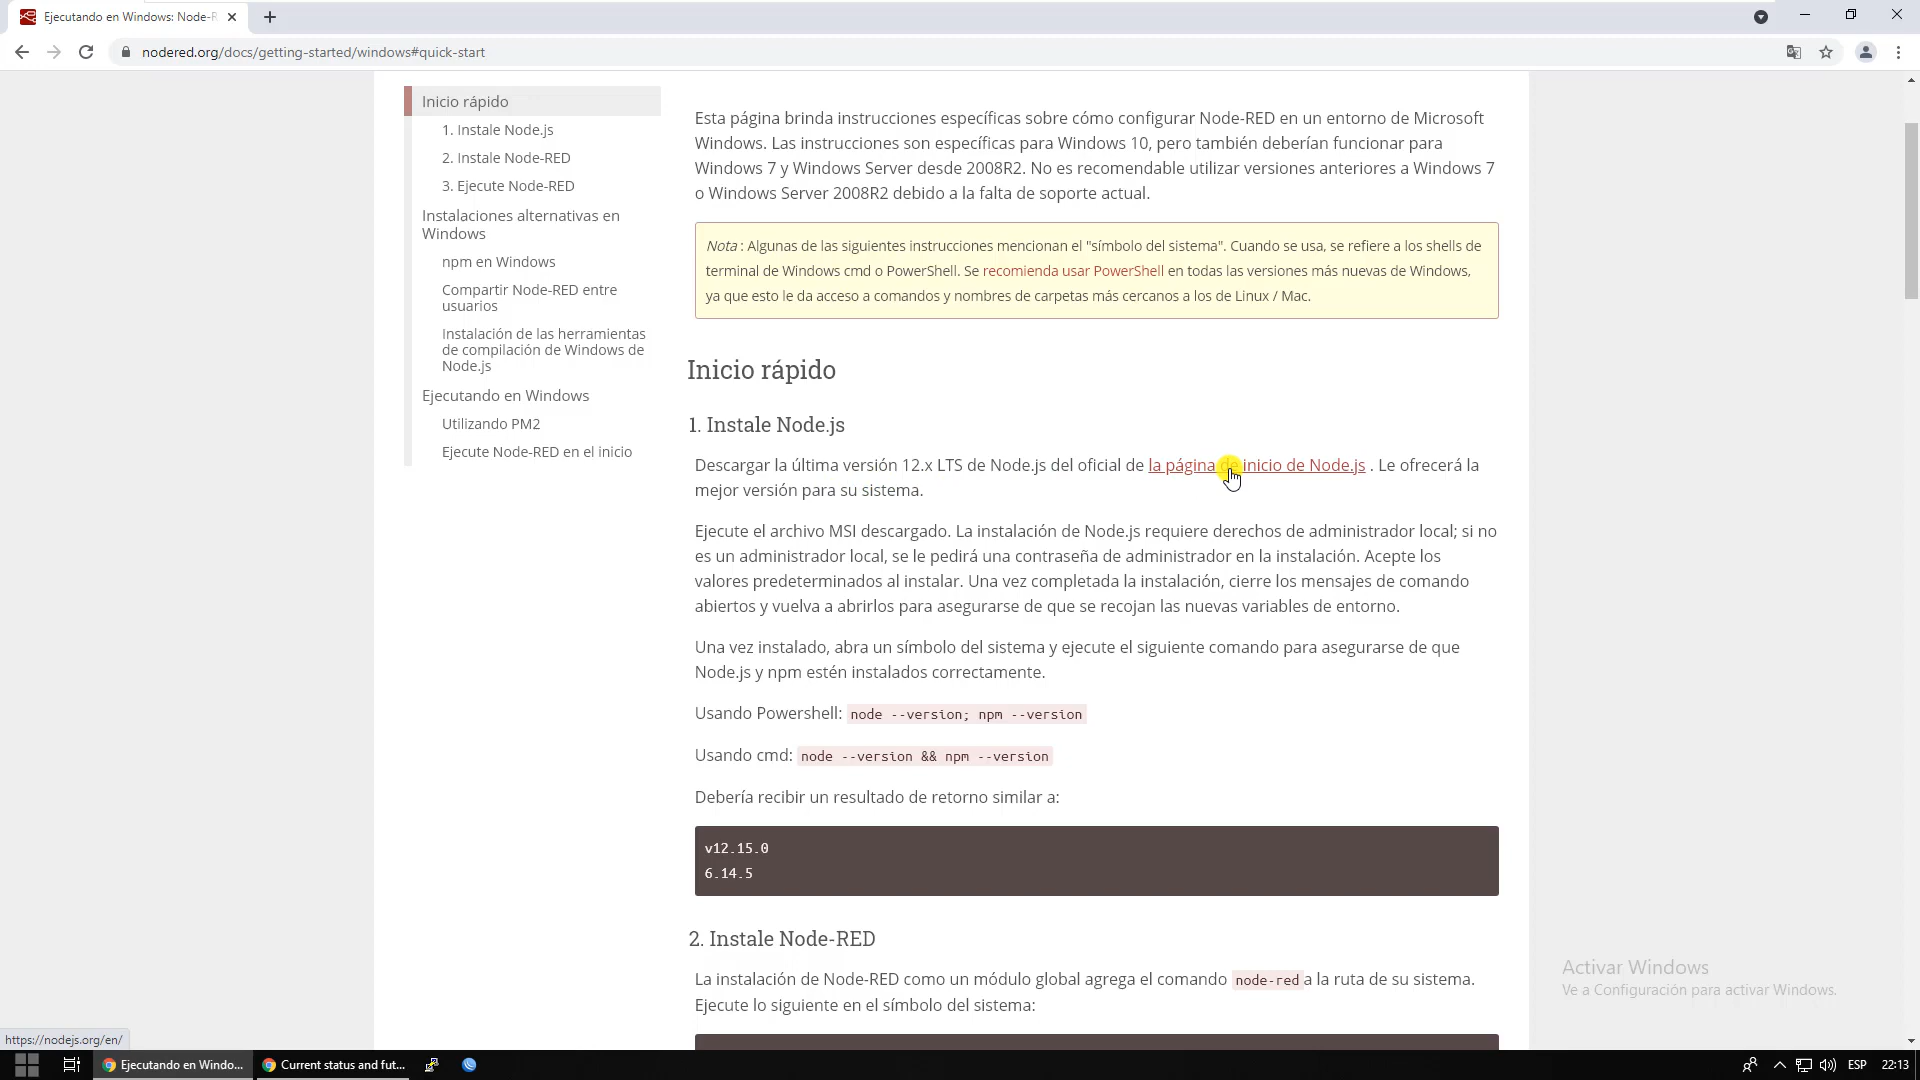 Ejecutando en Windows: Node-R
nodered.org/docs/getting-started/windows#quick-start
Inicio rápido
1. Instale Node.js
2. Instale Node-RED
3. Ejecute Node-RED
Instalaciones alternativas en
Windows
npm en Windows
Compartir Node-RED entre
usuarios
Instalación de las herramientas
de compilación de Windows de
Node.js
Ejecutando en Windows
Utilizando PM2
Ejecute Node-RED en el inicio
Esta página brinda instrucciones específicas sobre cómo configurar Node-RED en un entorno de Microsoft
Windows. Las instrucciones son específicas para Windows 10, pero también deberían funcionar para
Windows 7 y Windows Server desde 2008R2. No es recomendable utilizar versiones anteriores a Windows 7
o Windows Server 2008R2 debido a la falta de soporte actual.
Nota : Algunas de las siguientes instrucciones mencionan el "símbolo del sistema". Cuando se usa, se refiere a los shells de
terminal de Windows cmd o PowerShell. Se recomienda usar PowerShell en todas las versiones más nuevas de Windows,
ya que esto le da acceso a comandos y nombres de carpetas más cercanos a los de Linux / Mac.
Inicio rápido
1. Instale Node.js
Descargar la última versión 12.x LTS de Node.js del oficial de la página de inicio de Node.js . Le ofrecerá la
mejor versión para su sistema.
Ejecute el archivo MSI descargado. La instalación de Node.js requiere derechos de administrador local; si no
es un administrador local, se le pedirá una contraseña de administrador en la instalación. Acepte los
valores predeterminados al instalar. Una vez completada la instalación, cierre los mensajes de comando
abiertos y vuelva a abrirlos para asegurarse de que se recojan las nuevas variables de entorno.
Una vez instalado, abra un símbolo del sistema y ejecute el siguiente comando para asegurarse de que
Node.js y npm estén instalados correctamente.
Usando Powershell: node --version; npm --version
Usando cmd: node --version && npm --version
Debería recibir un resultado de retorno similar a:
v12.15.0
6.14.5
2. Instale Node-RED
La instalación de Node-RED como un módulo global agrega el comando node-red a la ruta de su sistema.
Ejecute lo siguiente en el símbolo del sistema:
Activar Windows
Ve a Configuración para activar Windows.
https://nodejs.org/en/
Ejecutando en Windo...
Current status and fut...
ESP
22:13